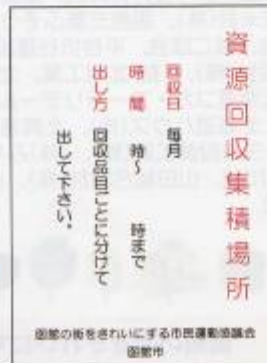 資源回収集積場所
回収日 毎月
時間 時～ 時まで
出し方 回収品目ごとに分けて
出して下さい。
函館の街をきれいにする市民運動協議会
函館市